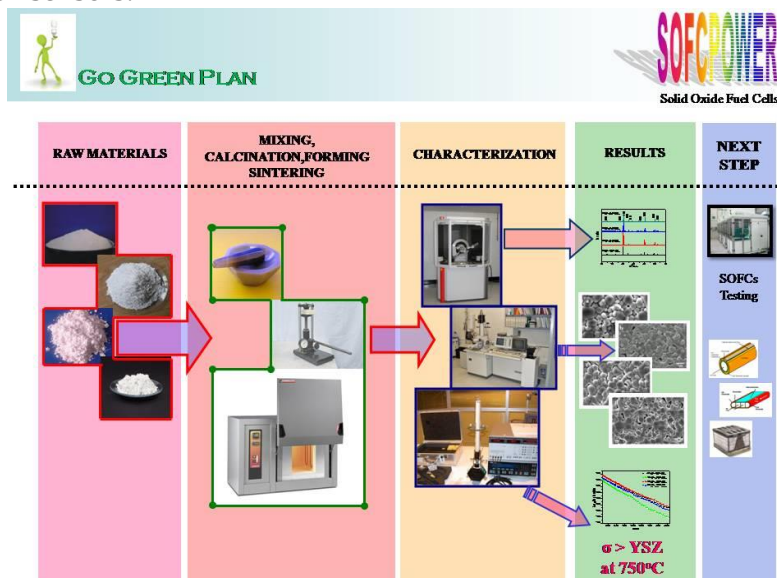 SOFCPOWER
GO GREEN PLAN
Solid Oxide Fuel Cells
RAW MATERIALS
MIXING,
CALCINATION,FORMING
SINTERING
CHARACTERIZATION
RESULTS
NEXT
STEP
SOFCs
Testing
σ > YSZ
at 750°C